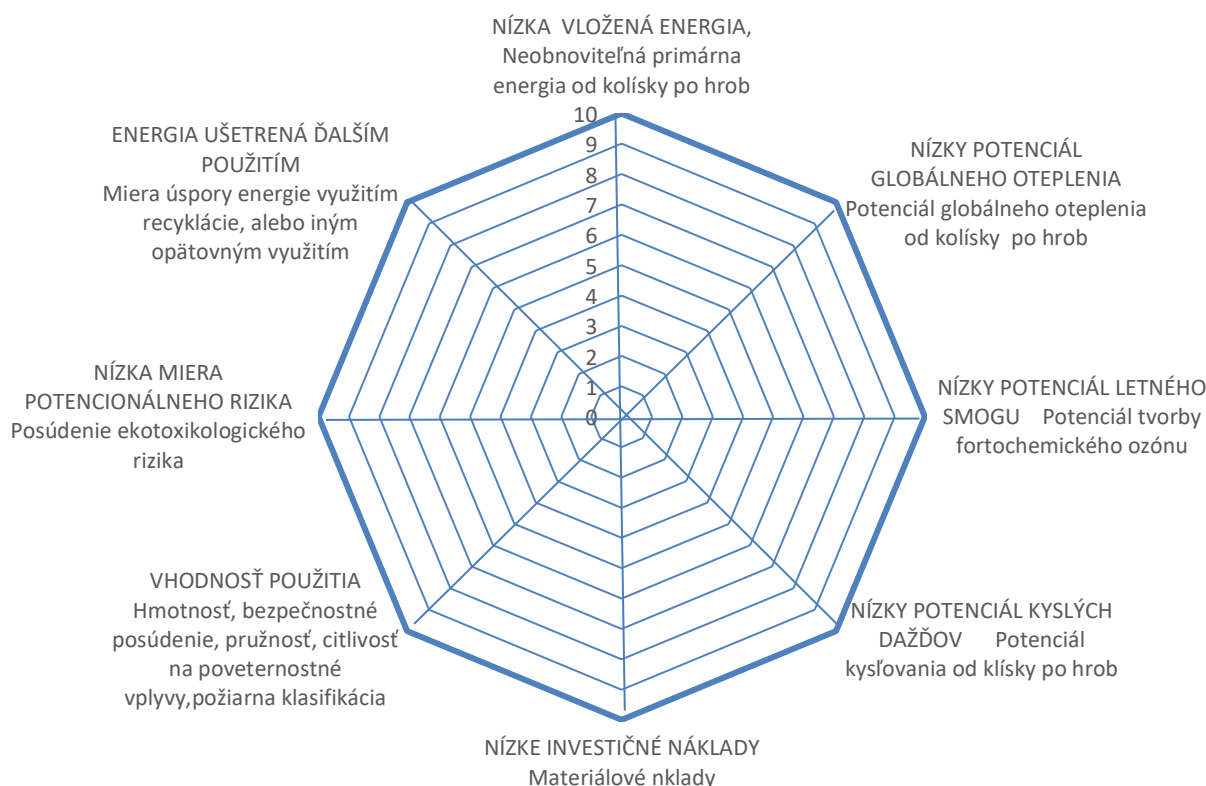 NÍZKA  VLOŽENÁ ENERGIA,
Neobnoviteľná primárna
energia od kolísky po hrob
NÍZKY POTENCIÁL
GLOBÁLNEHO OTEPLENIA
Potenciál globálneho oteplenia
od kolísky  po hrob
NÍZKY POTENCIÁL LETNÉHO
SMOGU    Potenciál tvorby
fortochemického ozónu
NÍZKY POTENCIÁL KYSLÝCH
DAŽĎOV      Potenciál
kysľovania od klísky po hrob
NÍZKE INVESTIČNÉ NÁKLADY
Materiálové nklady
VHODNOSŤ POUŽITIA
Hmotnosť, bezpečnostné
posúdenie, pružnosť, citlivosť
na poveternostné
vplyvy,požiarna klasifikácia
NÍZKA MIERA
POTENCIONÁLNEHO RIZIKA
Posúdenie ekotoxikologického
rizika
ENERGIA UŠETRENÁ ĎALŠÍM
POUŽITÍM
Miera úspory energie využitím
recyklácie, alebo iným
opätovným využitím
10
9
8
7
6
5
4
3
2
1
0